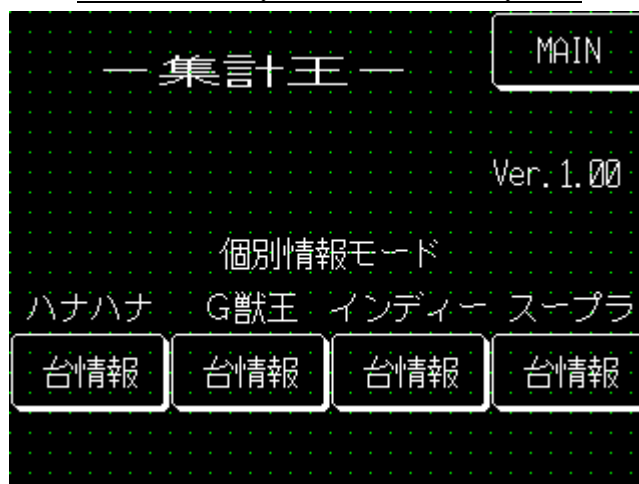 MAIN
ー集計王ー
Ver.1.00
個別情報モード
ハナハナ G獣王 インディー スープラ
台情報 台情報 台情報 台情報